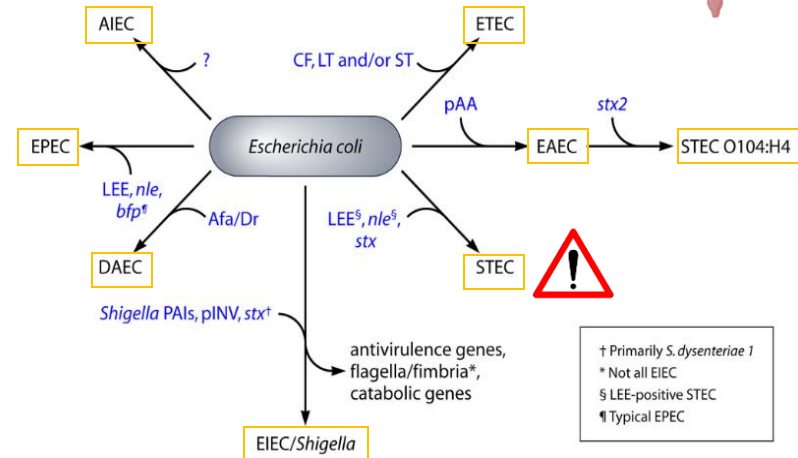 AIEC
?
CF, LT and/or ST
ETEC
pAA
stx2
EPEC
Escherichia coli
EAEC
STEC O104:H4
LEE, nle,
bfp¶
Afa/Dr
LEE§, nle§,
stx
DAEC
STEC
!
Shigella PAIs, pINV, stx†
antivirulence genes,
flagella/fimbria*,
catabolic genes
EIEC/Shigella
† Primarily S. dysenteriae 1
* Not all EIEC
§ LEE-positive STEC
¶ Typical EPEC